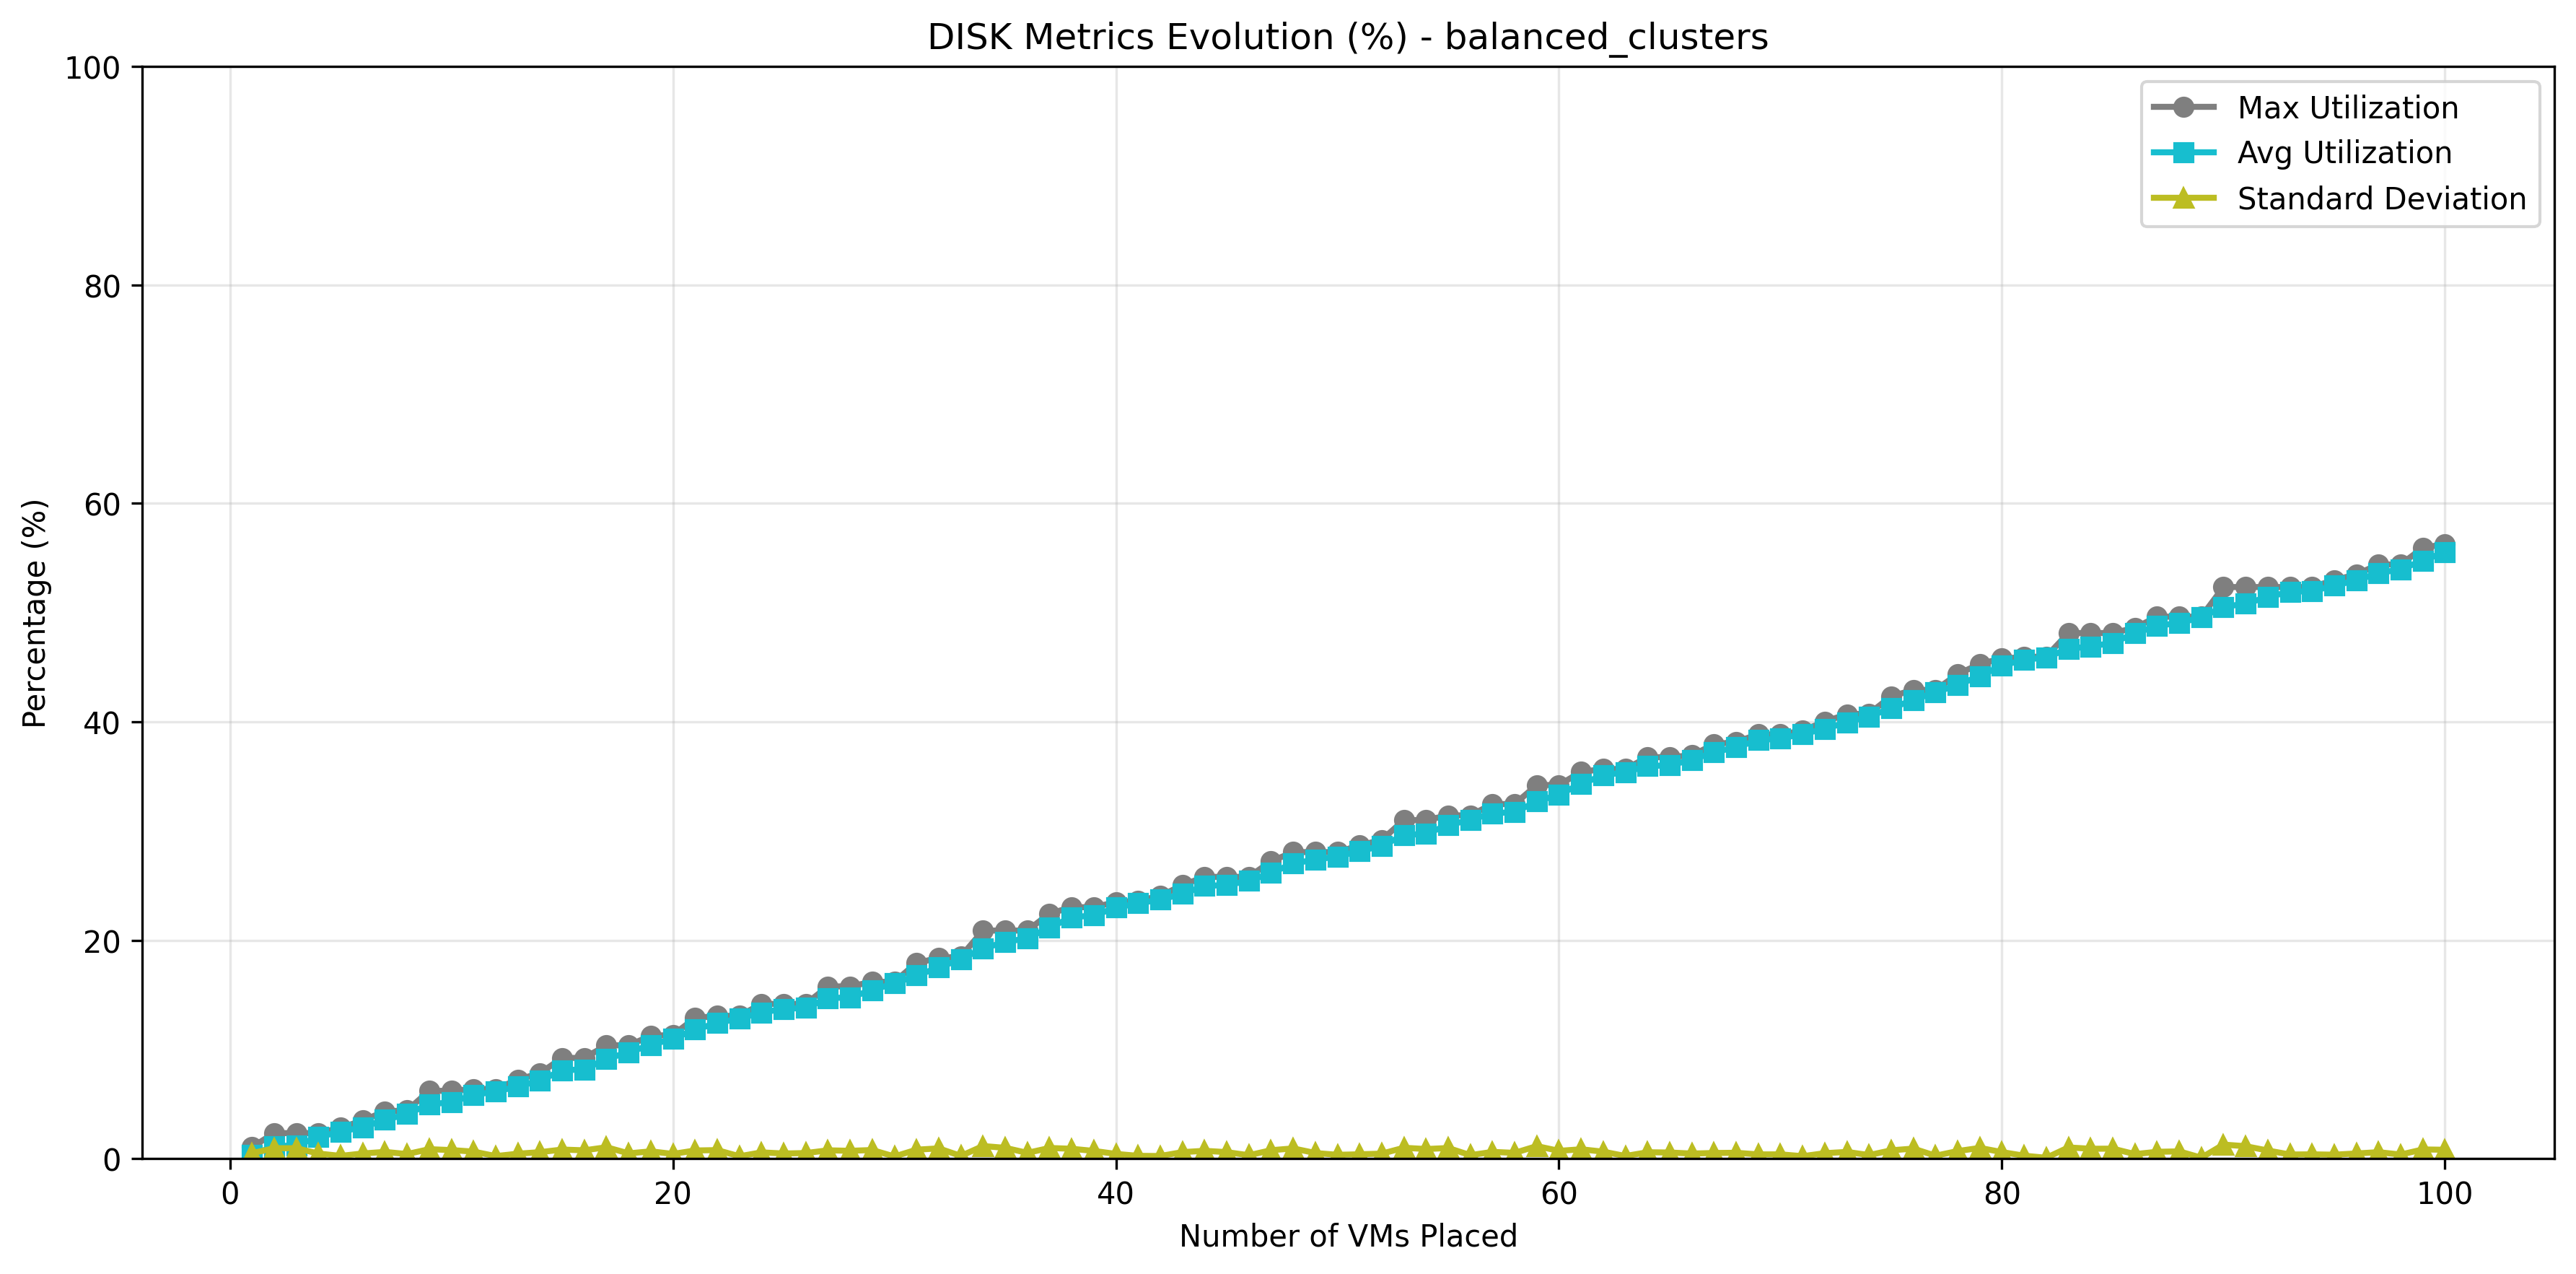 DISK Metrics Evolution (%) - balanced_clusters
Max Utilization
Avg Utilization
Standard Deviation
Percentage (%)
100
80
60
40
20
0
0 20 40 60 80 100
Number of VMs Placed